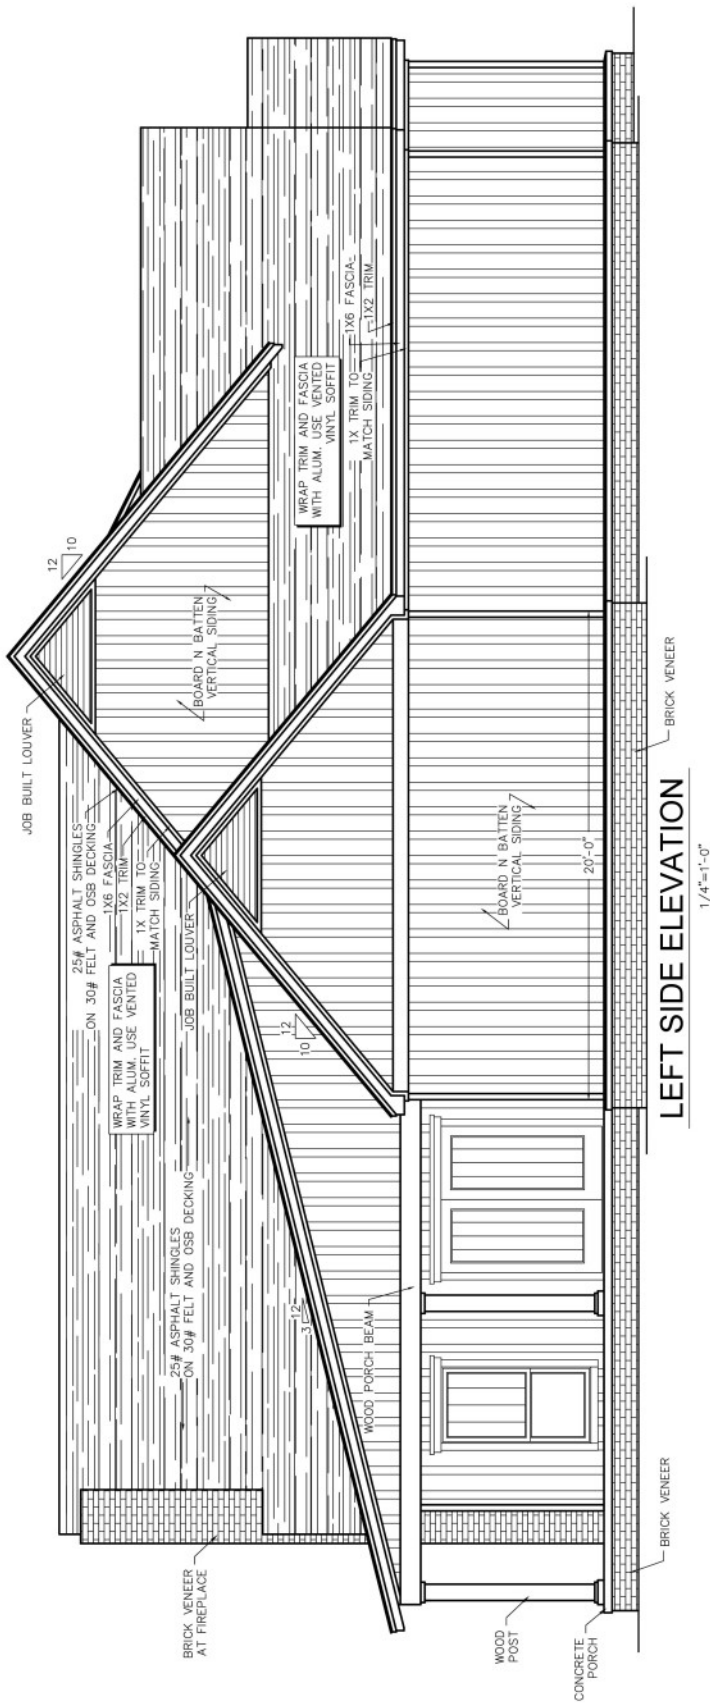 JOB BUILT LOUVER
25# ASPHALT SHINGLES
ON 30# FELT AND OSB DECKING
1X6 FASCIA
1X2 TRIM
1X TRIM TO
MATCH SIDING
WRAP TRIM AND FASCIA
WITH ALUM. USE VENTED
VINYL SOFFIT
12
10
BOARD N BATTEN
VERTICAL SIDING
WRAP TRIM AND FASCIA
WITH ALUM. USE VENTED
VINYL SOFFIT
1X6 FASCIA
1X2 TRIM
1X TRIM TO
MATCH SIDING
25# ASPHALT SHINGLES
ON 30# FELT AND OSB DECKING
JOB BUILT LOUVER
12
10
12
3
BRICK VENEER
AT FIREPLACE
WOOD PORCH BEAM
BOARD N BATTEN
VERTICAL SIDING
20'-0"
WOOD
POST
CONCRETE
PORCH
BRICK VENEER
BRICK VENEER
LEFT SIDE ELEVATION
1/4"=1'-0"